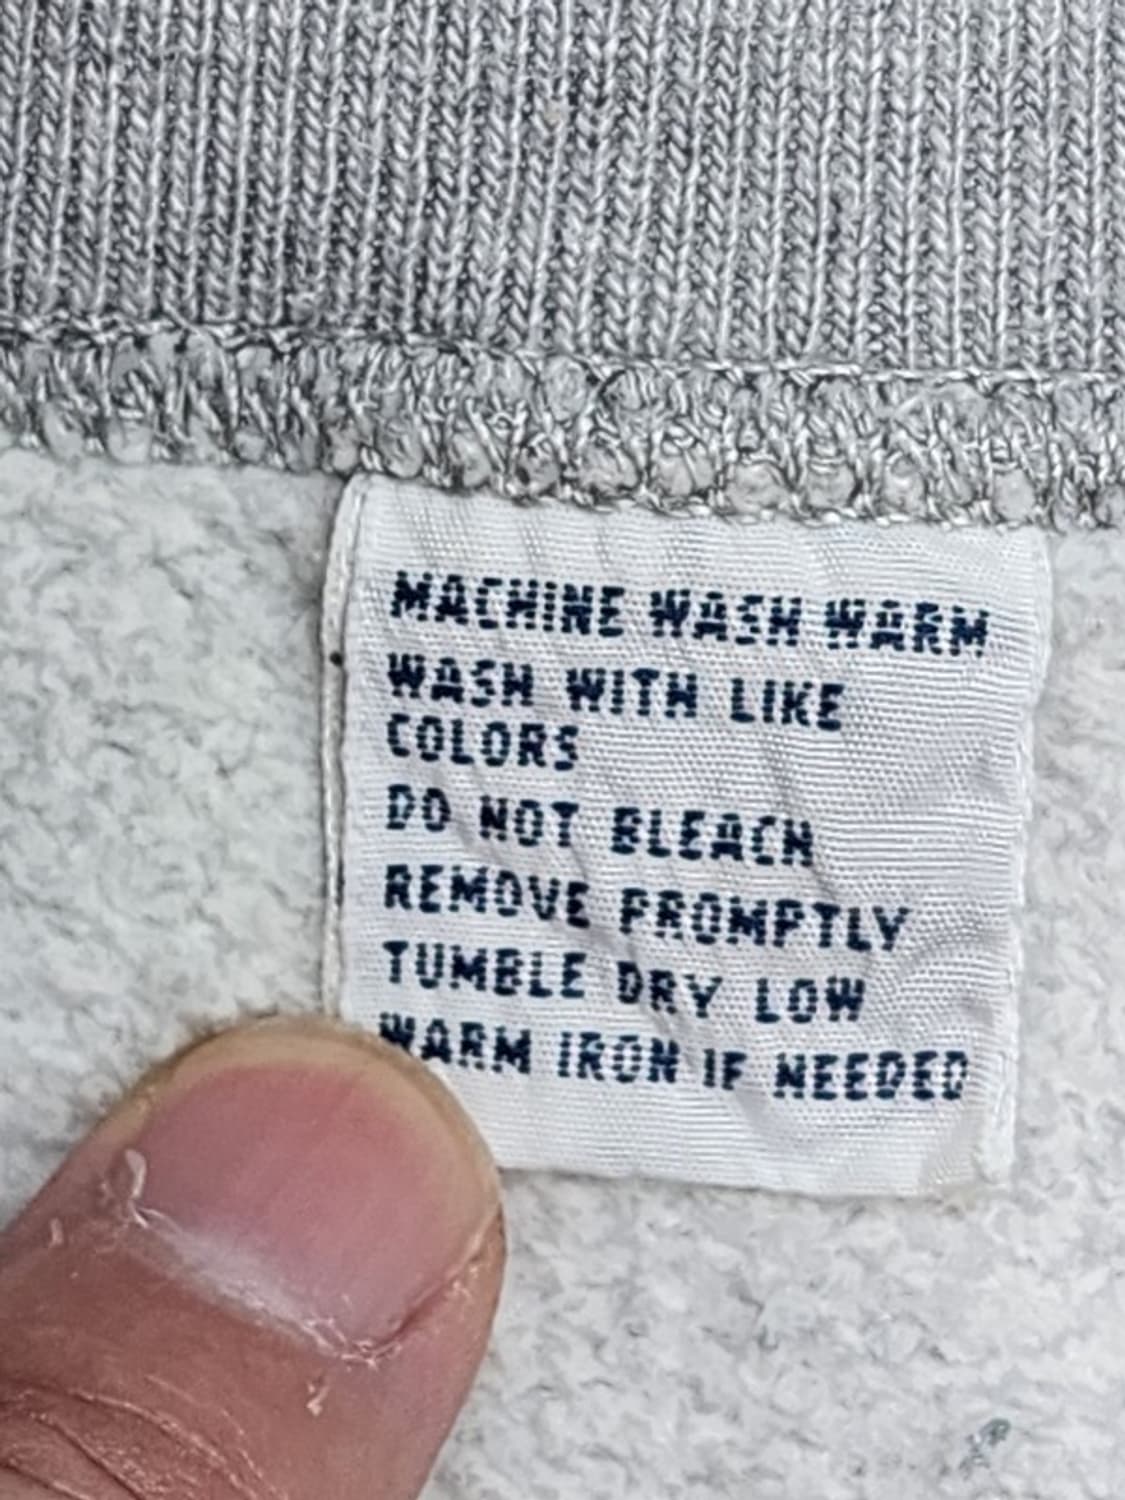 MACHINE WASH WARM
WASH WITH LIKE
COLORS
DO NOT BLEACH
REMOVE PROMPTLY
TUMBLE DRY LOW
WARM IRON IF NEEDED